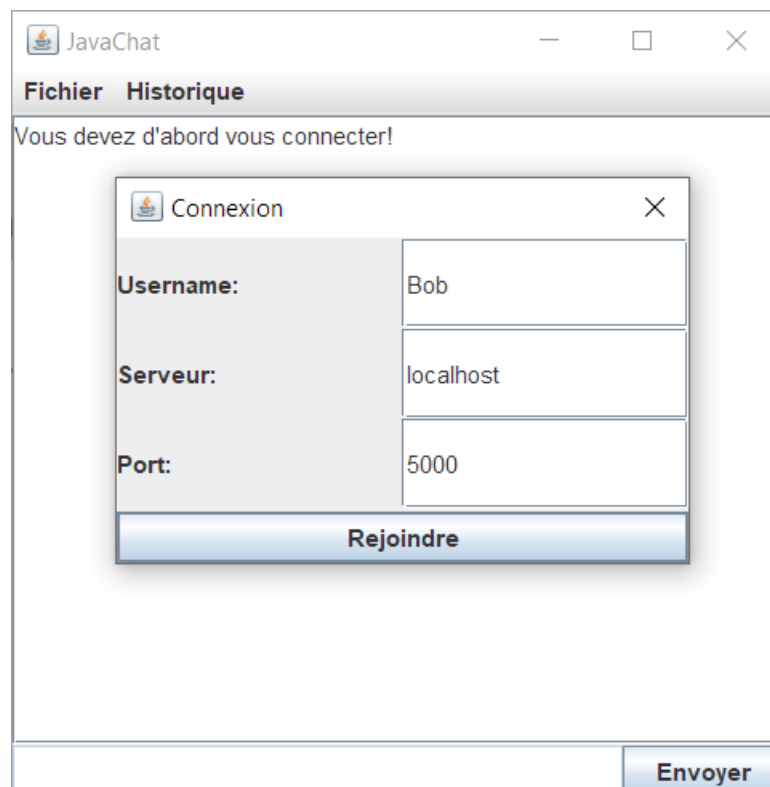 JavaChat
Fichier Historique
Vous devez d'abord vous connecter!
Connexion
Username: Bob
Serveur: localhost
Port: 5000
Rejoindre
Envoyer